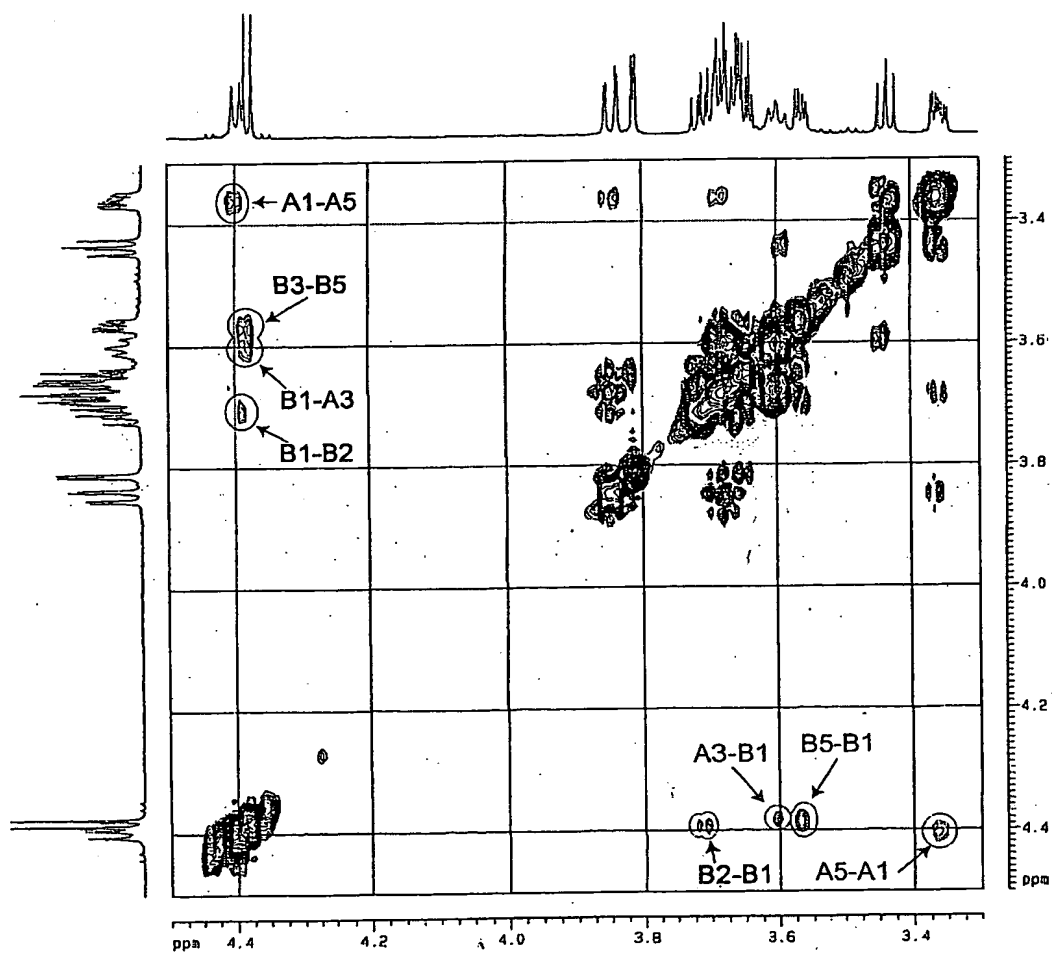 A1-A5
B3-B5
B1-A3
B1-B2
A3-B1
B5-B1
B2-B1
A5-A1
3.4
3.6
3.8
4.0
4.2
4.4
ppm
ppm 4.4 4.2 4.0 3.8 3.6 3.4